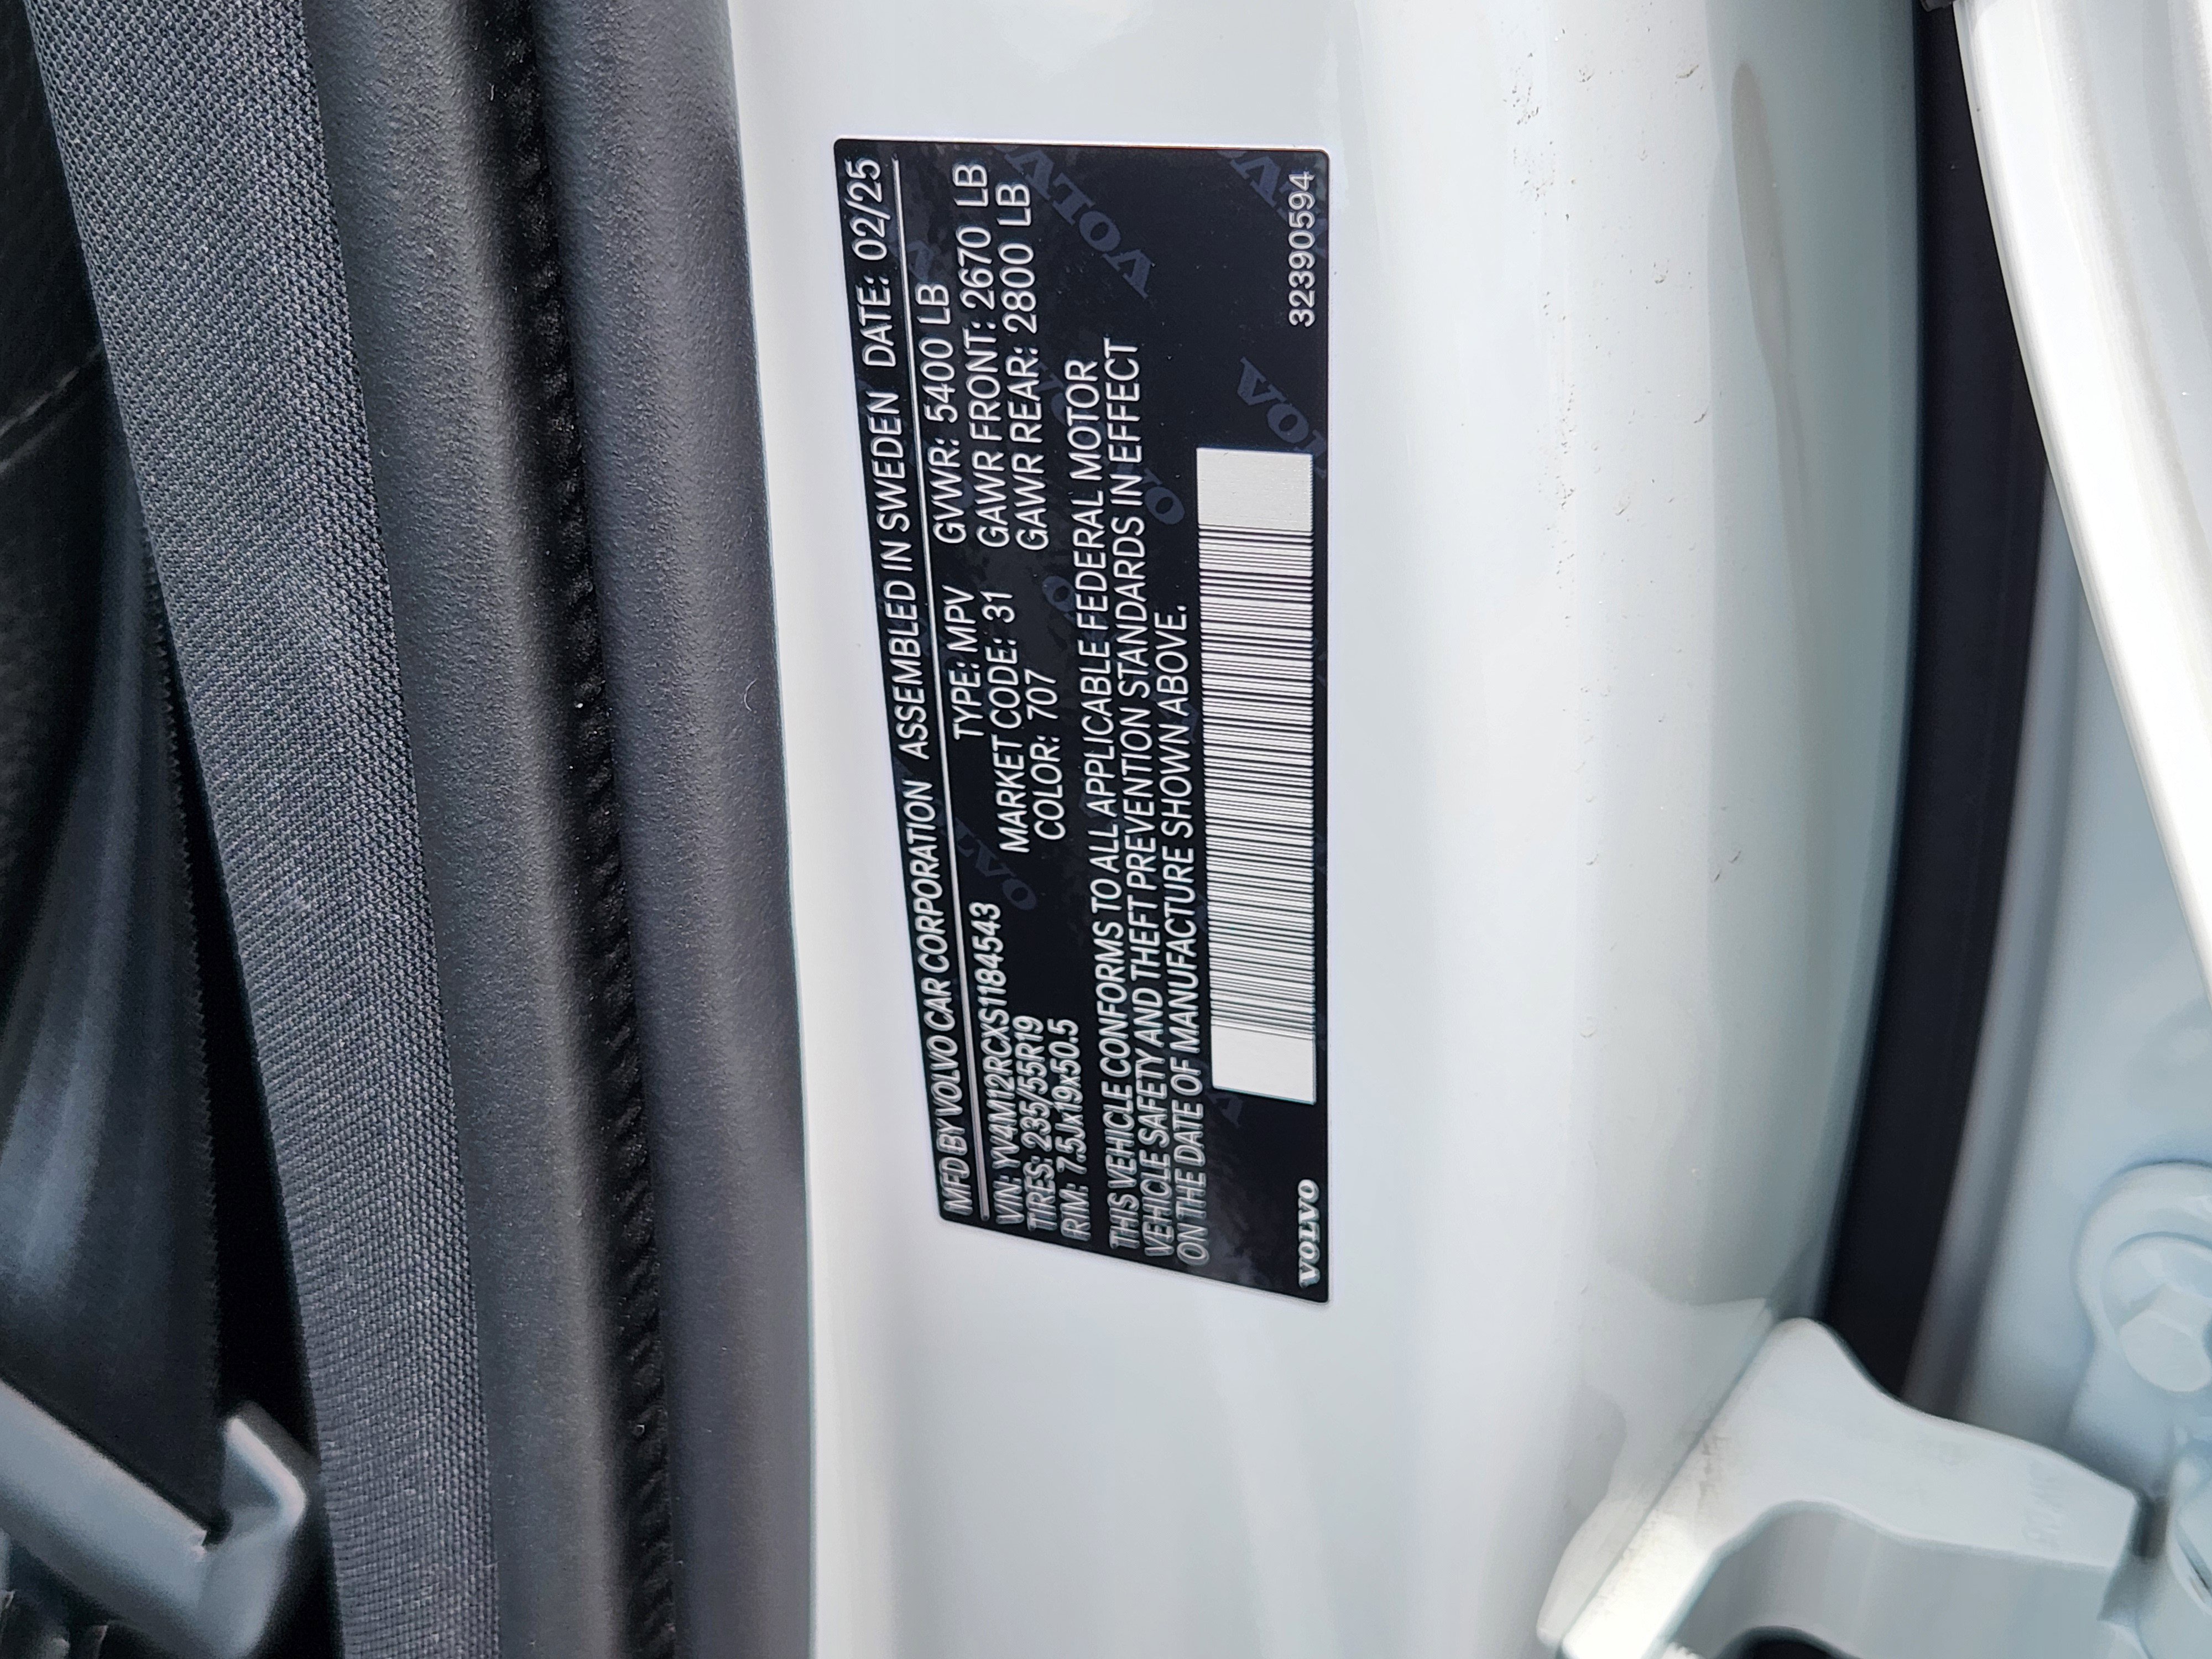 MFD BY VOLVO CAR CORPORATION ASSEMBLED IN SWEDEN DATE: 02/25
VIN: YV4M12RCXS1184543 TYPE: MPV GVWR: 5400 LB
TIRES: 235/55R19 MARKET CODE: 31 GAWR FRONT: 2670 LB
RIM: 7.5Jx19x50.5 COLOR: 707 GAWR REAR: 2800 LB
THIS VEHICLE CONFORMS TO ALL APPLICABLE FEDERAL MOTOR
VEHICLE SAFETY AND THEFT PREVENTION STANDARDS IN EFFECT
ON THE DATE OF MANUFACTURE SHOWN ABOVE.
VOLVO 32390594